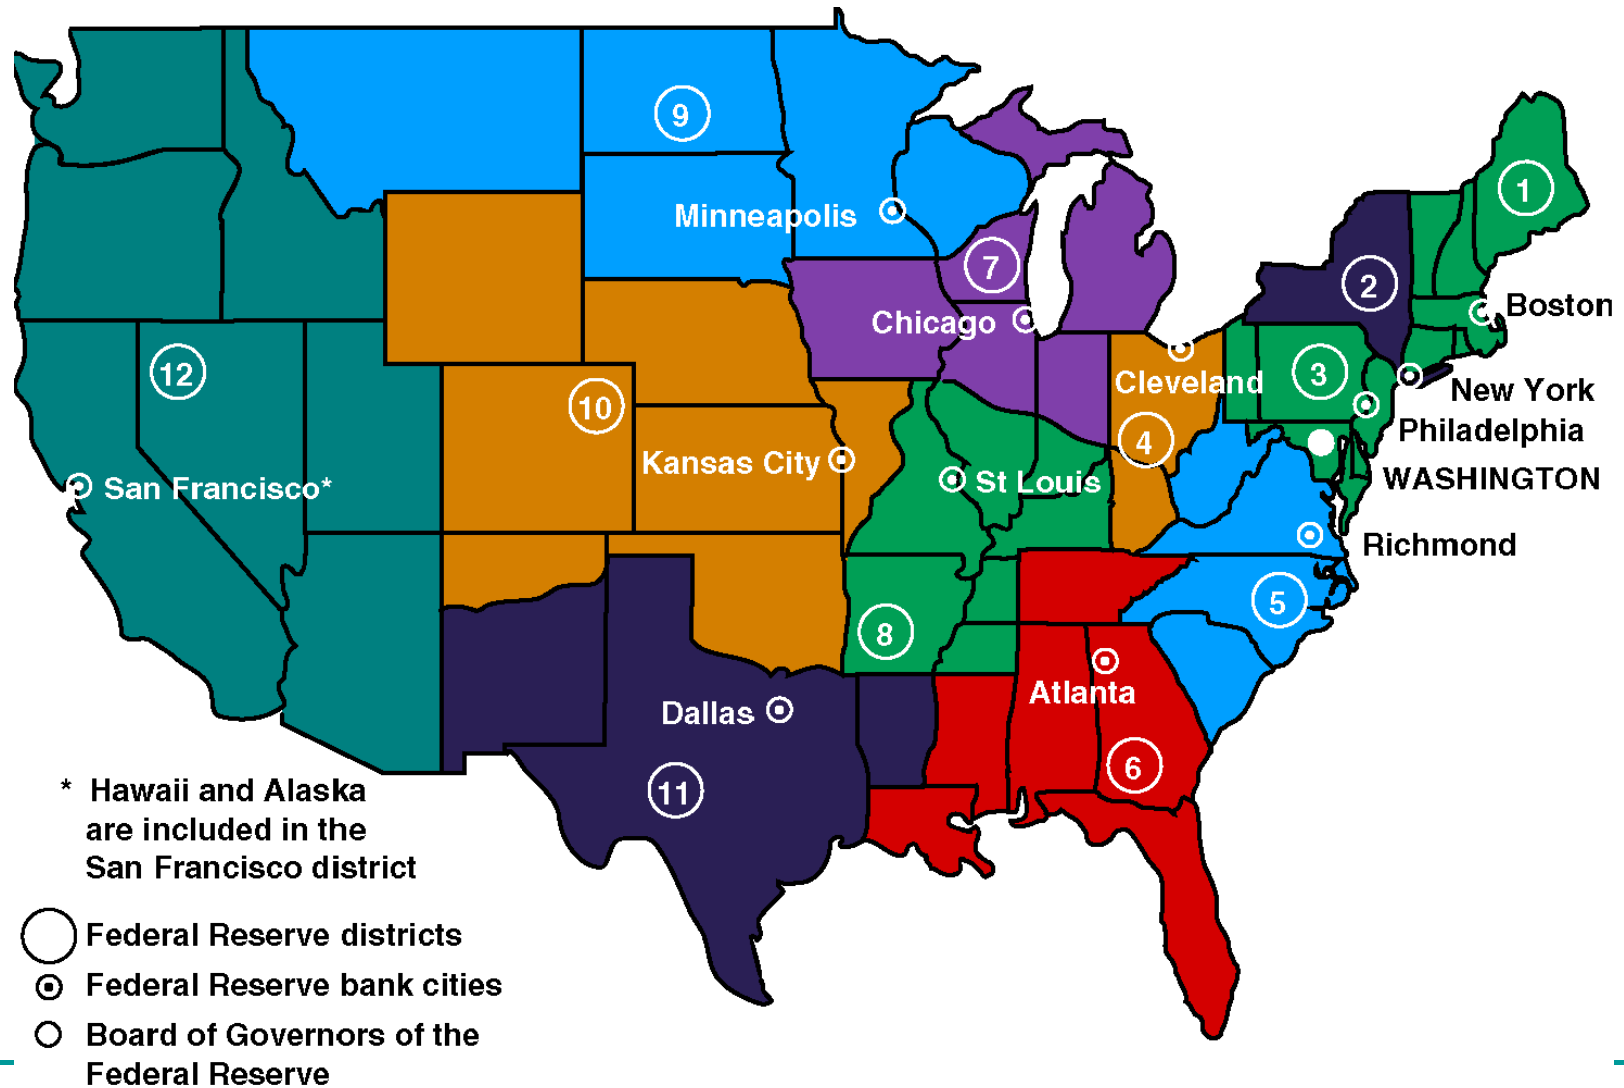 9
1
Minneapolis
7
2
Boston
Chicago
12
3
Cleveland
New York
10
4
Philadelphia
Kansas City
San Francisco*
St Louis
WASHINGTON
Richmond
8
5
Atlanta
Dallas
6
11
* Hawaii and Alaska
are included in the
San Francisco district
Federal Reserve districts
Federal Reserve bank cities
Board of Governors of the
Federal Reserve